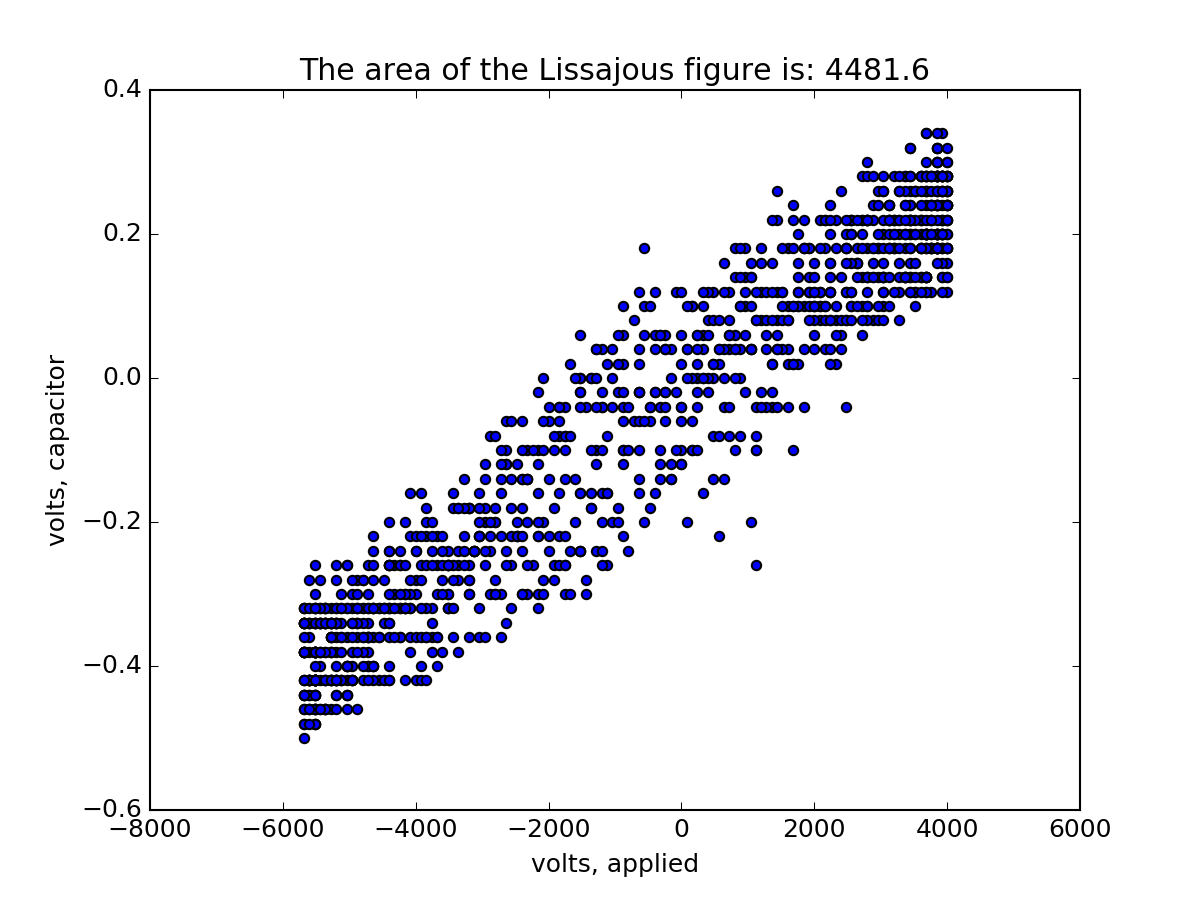 The area of the Lissajous figure is: 4481.6
0.4
0.2
0.0
−0.2
−0.4
−0.6
volts, capacitor
−8000 −6000 −4000 −2000 0 2000 4000 6000
volts, applied